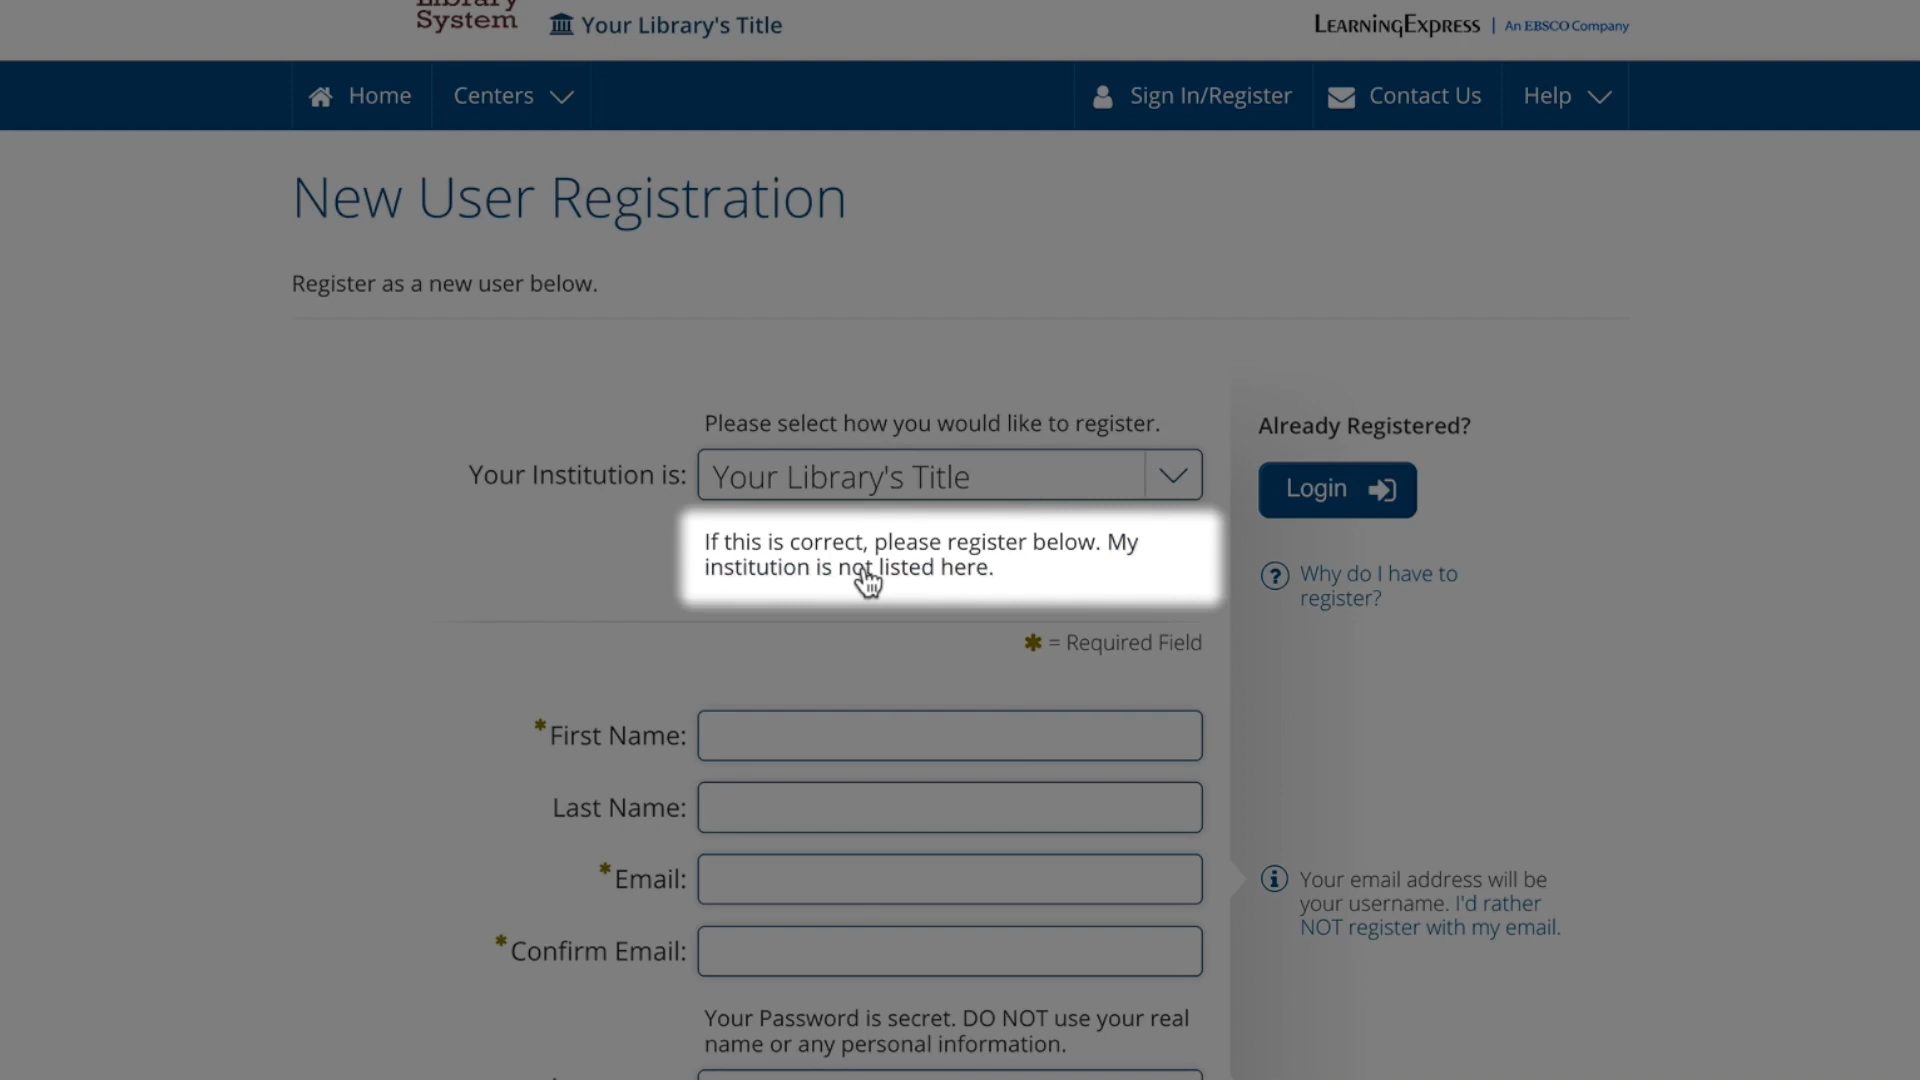 Library
System
Your Library's Title
LearningExpress | An EBSCO Company
Home
Centers
Sign In/Register
Contact Us
Help
New User Registration
Register as a new user below.
Please select how you would like to register.
Your Institution is:
Your Library's Title
If this is correct, please register below. My
institution is not listed here.
* = Required Field
*First Name:
Last Name:
*Email:
*Confirm Email:
Your Password is secret. DO NOT use your real
name or any personal information.
Already Registered?
Login
Why do I have to
register?
Your email address will be
your username. I'd rather
NOT register with my email.